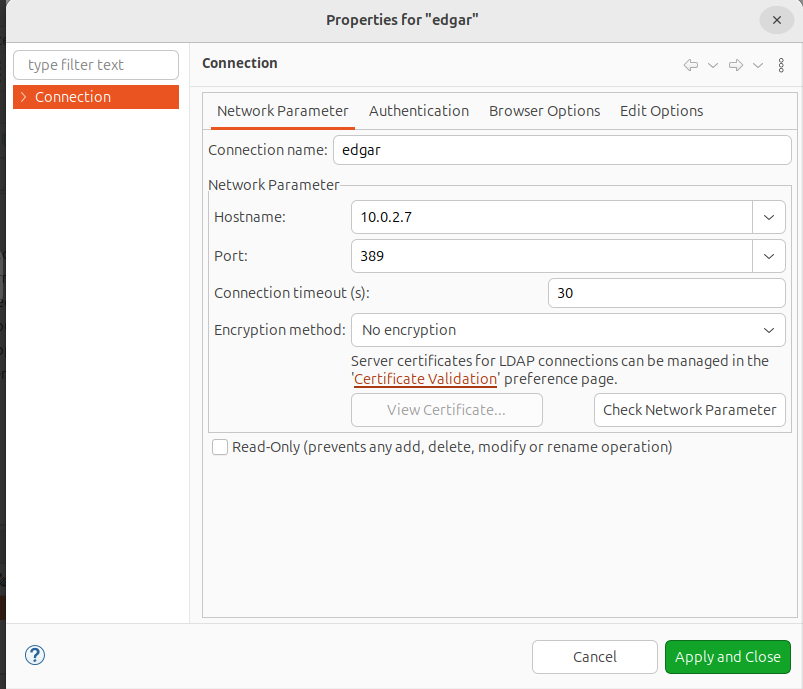 Properties for "edgar"
type filter text
Connection
Connection
Network Parameter Authentication Browser Options Edit Options
Connection name: edgar
Network Parameter
Hostname: 10.0.2.7
Port: 389
Connection timeout (s): 30
Encryption method: No encryption
Server certificates for LDAP connections can be managed in the
'Certificate Validation' preference page.
View Certificate... Check Network Parameter
Read-Only (prevents any add, delete, modify or rename operation)
? Cancel Apply and Close